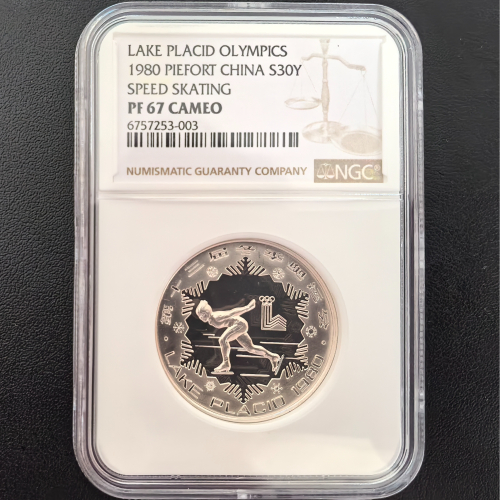 LAKE PLACID OLYMPICS
1980 PIEFORT CHINA S30Y
SPEED SKATING
PF 67 CAMEO
6757253-003
NUMISMATIC GUARANTY COMPANY
NGC
LAKE PLACID 1980